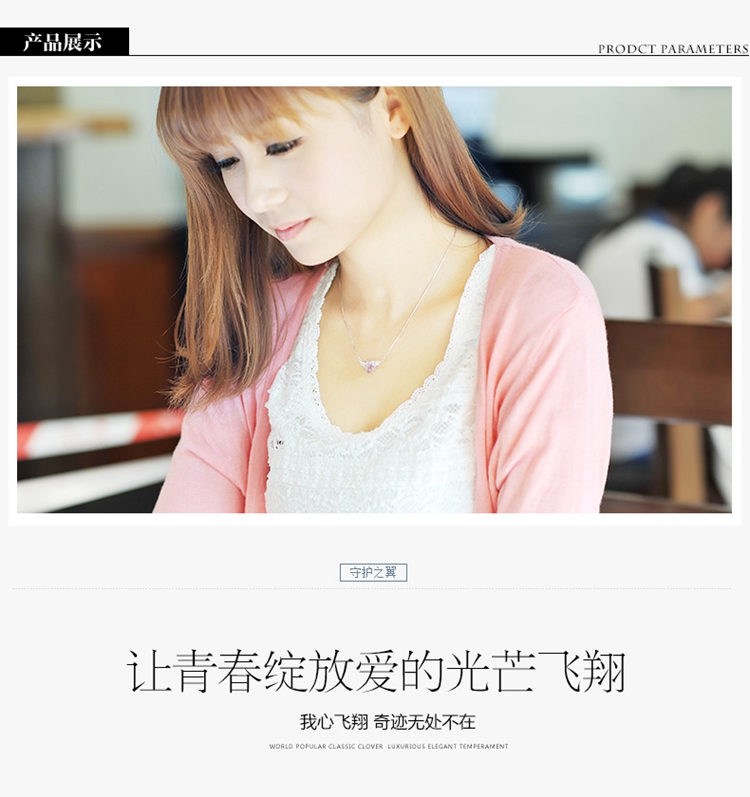 产品展示
PRODCT PARAMETERS
守护之翼
让青春绽放爱的光芒飞翔
我心飞翔 奇迹无处不在
WORLD POPULAR CLASSIC CLOVER LUXURIOUS ELEGANT TEMPERAMENT